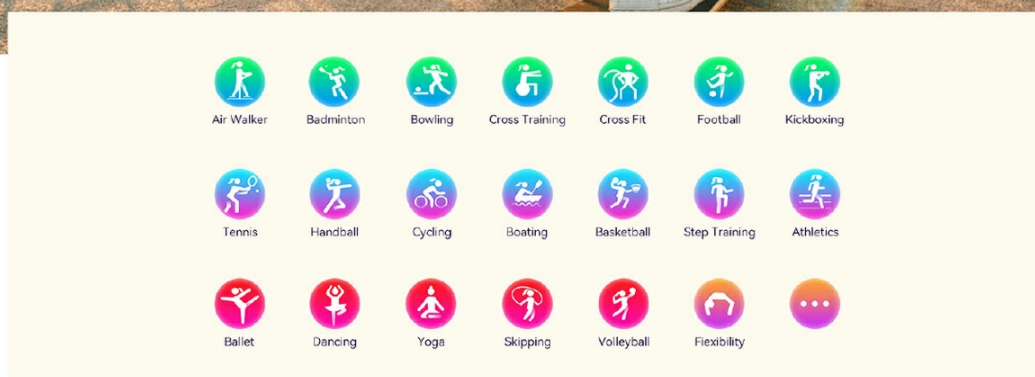 Air Walker Badminton Bowling Cross Training Cross Fit Football Kickboxing
Tennis Handball Cycling Boating Basketball Step Training Athletics
Ballet Dancing Yoga Skipping Volleyball Fiexibility